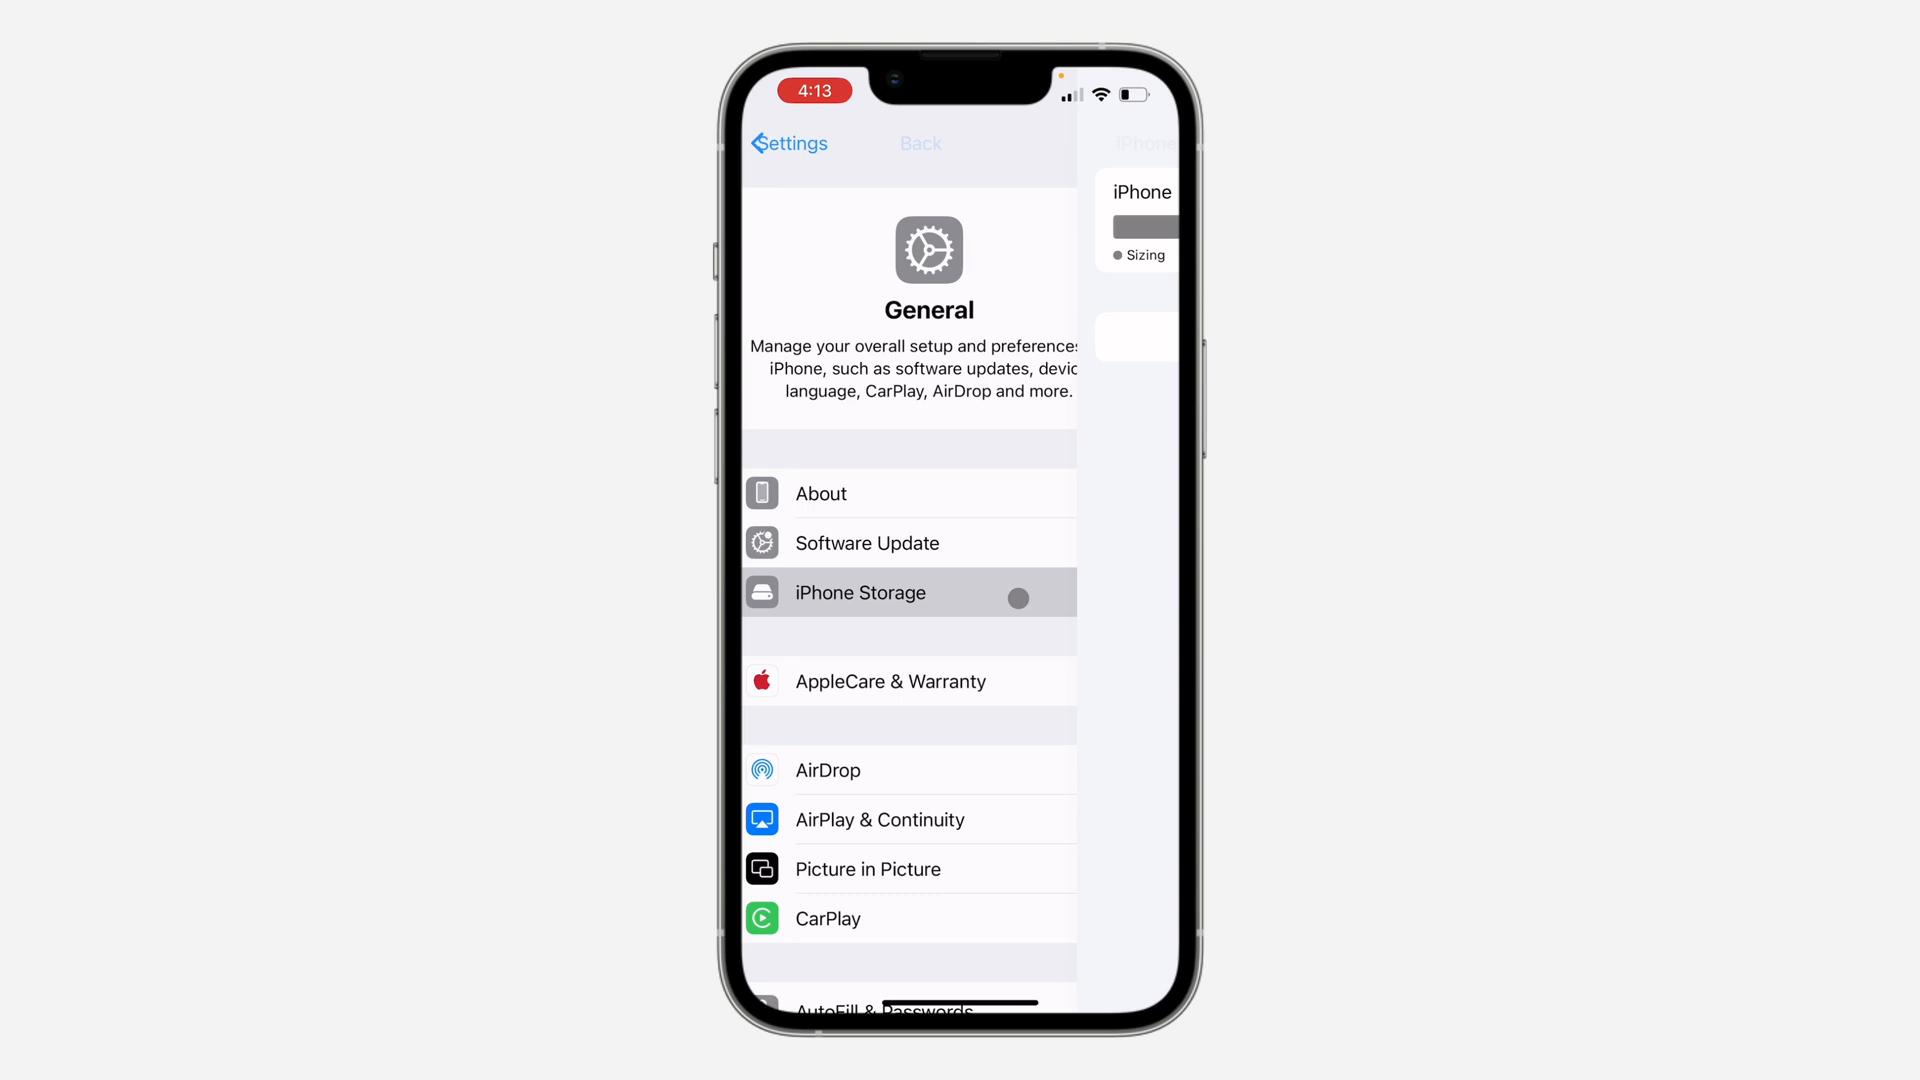 4:13
Settings
Back
iPhone
iPhone
Sizing
General
Manage your overall setup and preferences
iPhone, such as software updates, devic
language, CarPlay, AirDrop and more.
About
Software Update
iPhone Storage
AppleCare & Warranty
AirDrop
AirPlay & Continuity
Picture in Picture
CarPlay
AutoFill & Passwords